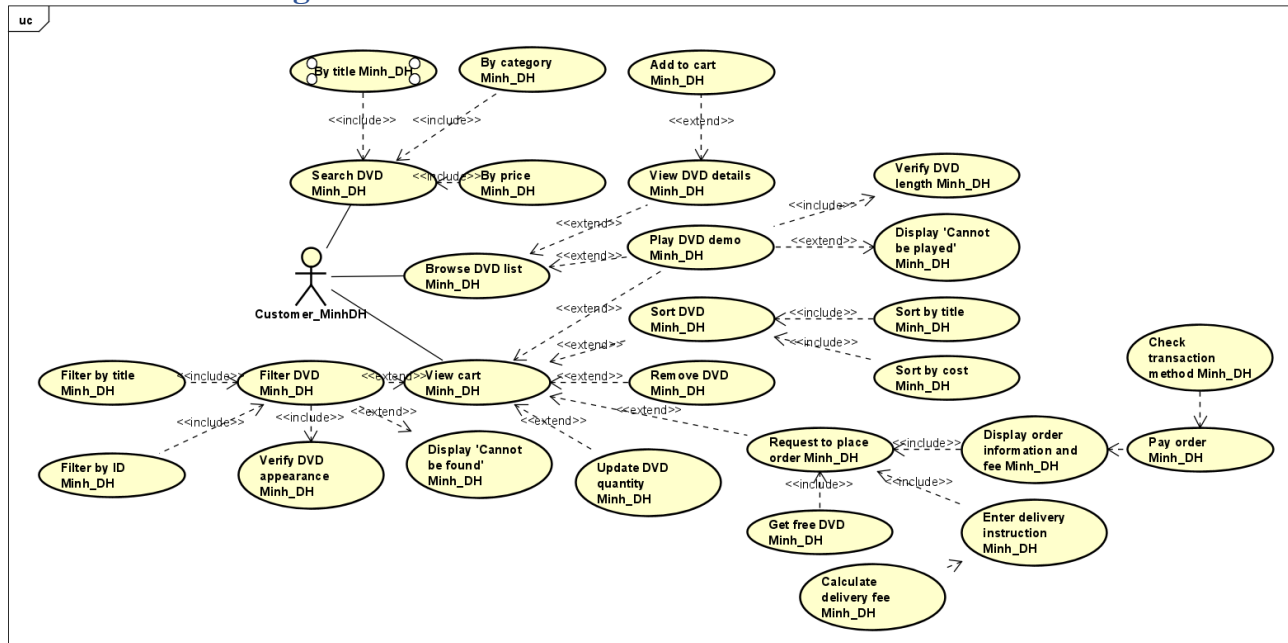 uc
By title Minh_DH
By category
Minh_DH
Add to cart
Minh_DH
<<include>>
<<include>>
<<extend>>
Search DVD
Minh_DH
<<include>>
By price
Minh_DH
View DVD details
Minh_DH
Verify DVD
length Minh_DH
<<extend>>
<<include>>
Browse DVD list
Minh_DH
<<extend>>
Play DVD demo
Minh_DH
<<extend>>
Display 'Cannot
be played'
Minh_DH
Customer_MinhDH
<<extend>>
Sort DVD
Minh_DH
<<include>>
Sort by title
Minh_DH
<<extend>>
<<include>>
Sort by cost
Minh_DH
Check
transaction
method Minh_DH
Filter by title
Minh_DH
<<include>>
Filter DVD
Minh_DH
<<extend>>
View cart
Minh_DH
<<extend>>
Remove DVD
Minh_DH
<<include>>
<<include>>
<<extend>>
<<extend>>
<<extend>>
Filter by ID
Minh_DH
Verify DVD
appearance
Minh_DH
Display 'Cannot
be found'
Minh_DH
Update DVD
quantity
Minh_DH
Request to place
order Minh_DH
<<include>>
Display order
information and
fee Minh_DH
Pay order
Minh_DH
<<include>>
<<include>>
Get free DVD
Minh_DH
Enter delivery
instruction
Minh_DH
Calculate
delivery fee
Minh_DH